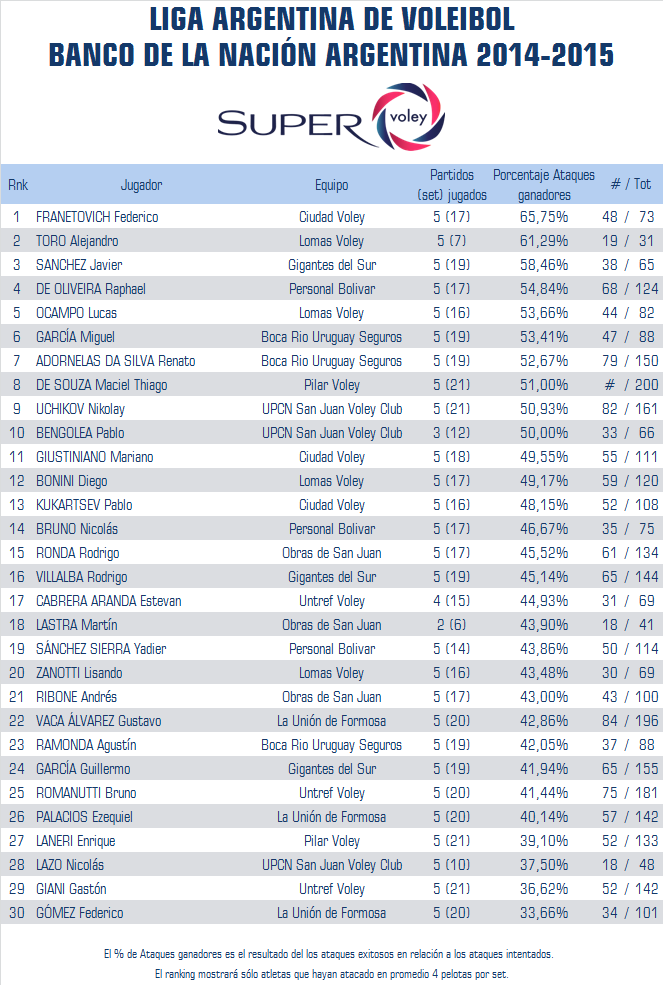 LIGA ARGENTINA DE VOLEIBOL
BANCO DE LA NACIÓN ARGENTINA 2014-2015
SUPER voley
Rnk Jugador Equipo Partidos (set) jugados Porcentaje Ataques ganadores # / Tot
1 FRANETOVICH Federico Ciudad Voley 5 (17) 65,75% 48 / 73
2 TORO Alejandro Lomas Voley 5 (7) 61,29% 19 / 31
3 SANCHEZ Javier Gigantes del Sur 5 (19) 58,46% 38 / 65
4 DE OLIVEIRA Raphael Personal Bolivar 5 (17) 54,84% 68 / 124
5 OCAMPO Lucas Lomas Voley 5 (16) 53,66% 44 / 82
6 GARCÍA Miguel Boca Rio Uruguay Seguros 5 (19) 53,41% 47 / 88
7 ADORNELAS DA SILVA Renato Boca Rio Uruguay Seguros 5 (19) 52,67% 79 / 150
8 DE SOUZA Maciel Thiago Pilar Voley 5 (21) 51,00% # / 200
9 UCHIKOV Nikolay UPCN San Juan Voley Club 5 (21) 50,93% 82 / 161
10 BENGOLEA Pablo UPCN San Juan Voley Club 3 (12) 50,00% 33 / 66
11 GIUSTINIANO Mariano Ciudad Voley 5 (18) 49,55% 55 / 111
12 BONINI Diego Lomas Voley 5 (17) 49,17% 59 / 120
13 KUKARTSEV Pablo Ciudad Voley 5 (16) 48,15% 52 / 108
14 BRUNO Nicolás Personal Bolivar 5 (17) 46,67% 35 / 75
15 RONDA Rodrigo Obras de San Juan 5 (17) 45,52% 61 / 134
16 VILLALBA Rodrigo Gigantes del Sur 5 (19) 45,14% 65 / 144
17 CABRERA ARANDA Estevan Untref Voley 4 (15) 44,93% 31 / 69
18 LASTRA Martín Obras de San Juan 2 (6) 43,90% 18 / 41
19 SÁNCHEZ SIERRA Yadier Personal Bolivar 5 (14) 43,86% 50 / 114
20 ZANOTTI Lisando Lomas Voley 5 (16) 43,48% 30 / 69
21 RIBONE Andrés Obras de San Juan 5 (17) 43,00% 43 / 100
22 VACA ÁLVAREZ Gustavo La Unión de Formosa 5 (20) 42,86% 84 / 196
23 RAMONDA Agustín Boca Rio Uruguay Seguros 5 (19) 42,05% 37 / 88
24 GARCÍA Guillermo Gigantes del Sur 5 (19) 41,94% 65 / 155
25 ROMANUTTI Bruno Untref Voley 5 (20) 41,44% 75 / 181
26 PALACIOS Ezequiel La Unión de Formosa 5 (20) 40,14% 57 / 142
27 LANERI Enrique Pilar Voley 5 (21) 39,10% 52 / 133
28 LAZO Nicolás UPCN San Juan Voley Club 5 (10) 37,50% 18 / 48
29 GIANI Gastón Untref Voley 5 (21) 36,62% 52 / 142
30 GÓMEZ Federico La Unión de Formosa 5 (20) 33,66% 34 / 101
El % de Ataques ganadores es el resultado del los ataques exitosos en relación a los ataques intentados.
El ranking mostrará sólo atletas que hayan atacado en promedio 4 pelotas por set.